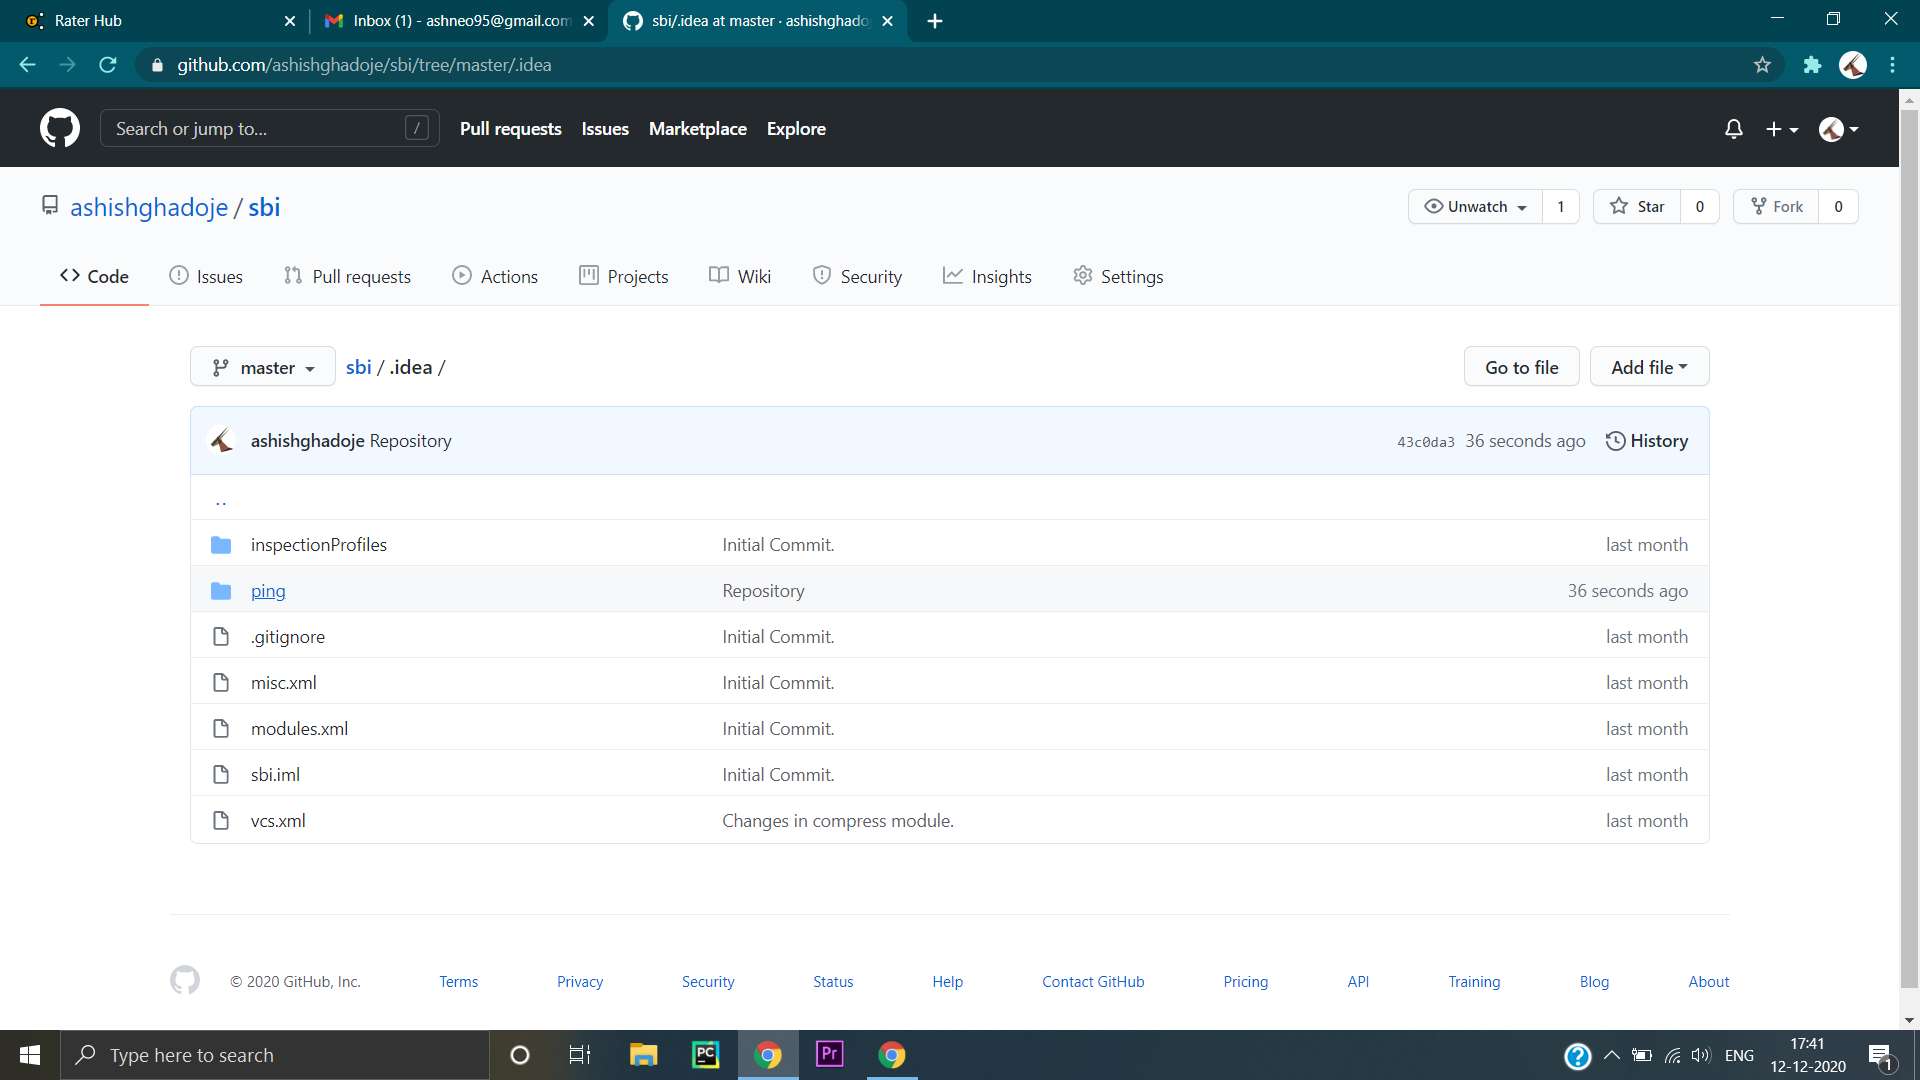 Rater Hub
Inbox (1) - ashneo95@gmail.com
sbi/.idea at master · ashishghado
github.com/ashishghadoje/sbi/tree/master/.idea
Search or jump to...
/
Pull requests
Issues
Marketplace
Explore
ashishghadoje / sbi
Unwatch
1
Star
0
Fork
0
Code
Issues
Pull requests
Actions
Projects
Wiki
Security
Insights
Settings
master
sbi / .idea /
Go to file
Add file
ashishghadoje Repository
43c0da3
36 seconds ago
History
..
inspectionProfiles Initial Commit. last month
ping Repository 36 seconds ago
.gitignore Initial Commit. last month
misc.xml Initial Commit. last month
modules.xml Initial Commit. last month
sbi.iml Initial Commit. last month
vcs.xml Changes in compress module. last month
© 2020 GitHub, Inc.
Terms
Privacy
Security
Status
Help
Contact GitHub
Pricing
API
Training
Blog
About
Type here to search
PC
Pr
?
ENG
17:41
12-12-2020
1